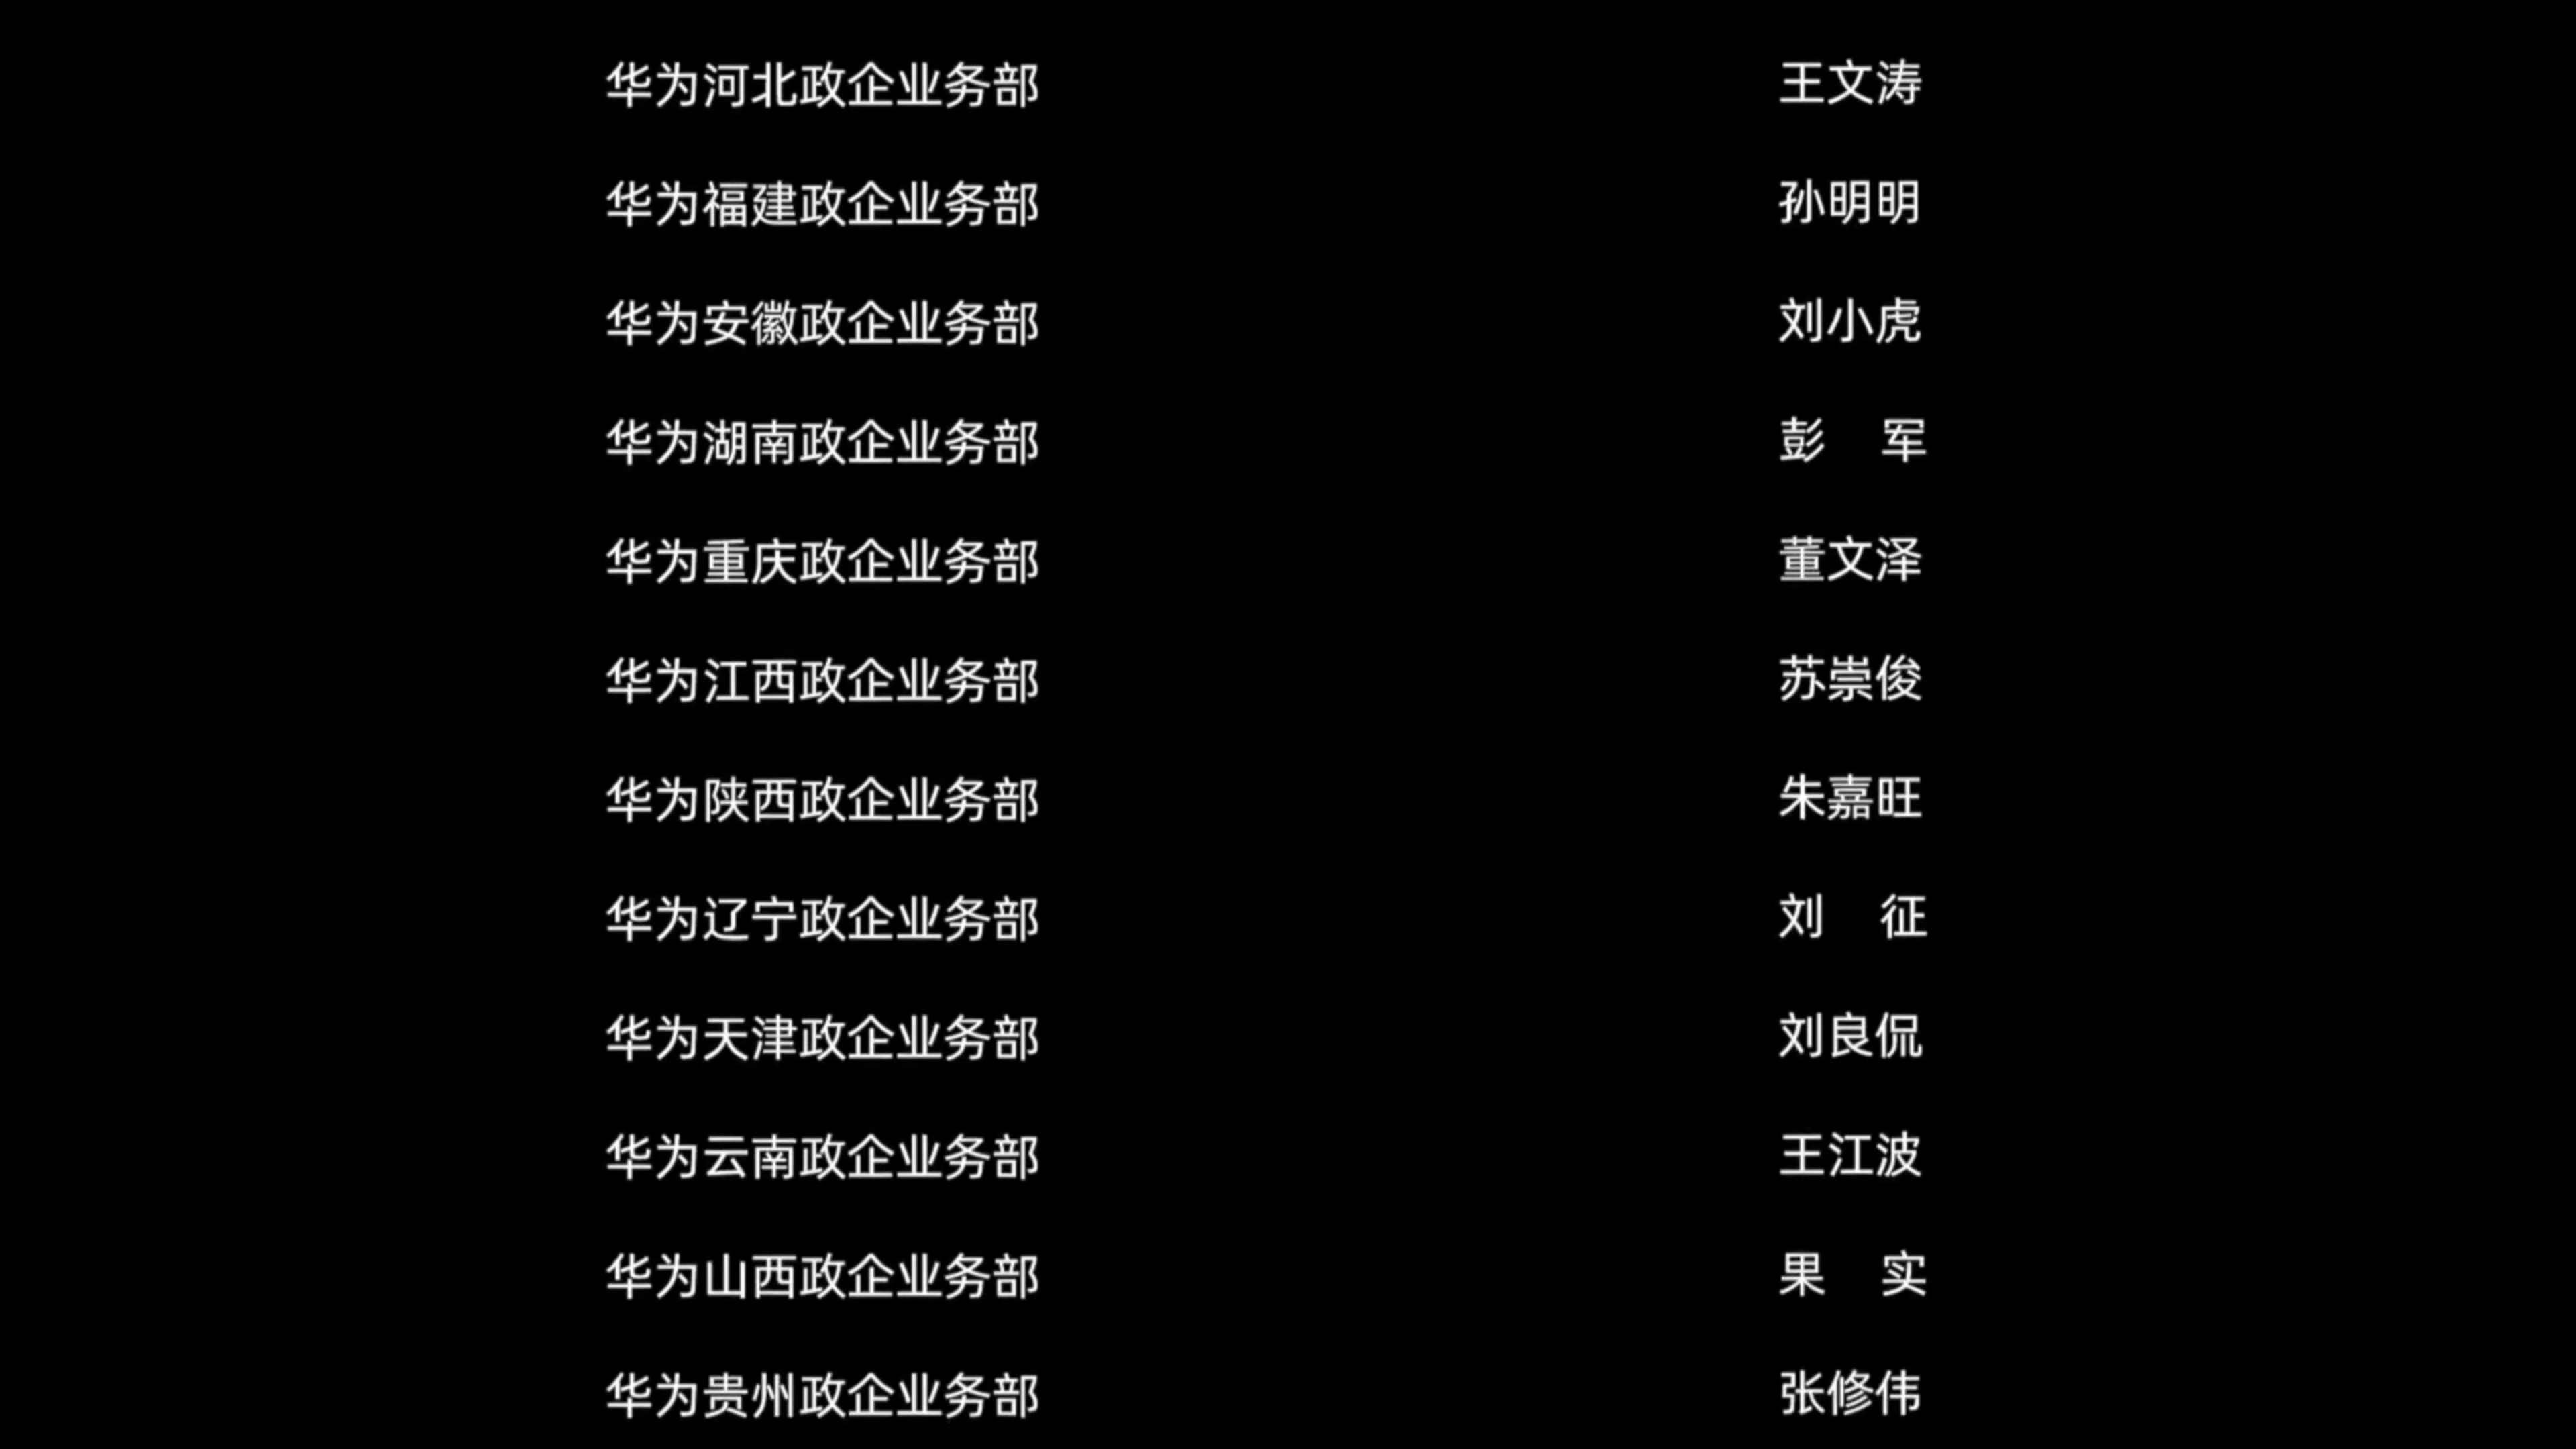 华为河北政企业务部 王文涛
华为福建政企业务部 孙明明
华为安徽政企业务部 刘小虎
华为湖南政企业务部 彭 军
华为重庆政企业务部 董文泽
华为江西政企业务部 苏崇俊
华为陕西政企业务部 朱嘉旺
华为辽宁政企业务部 刘 征
华为天津政企业务部 刘良侃
华为云南政企业务部 王江波
华为山西政企业务部 果 实
华为贵州政企业务部 张修伟